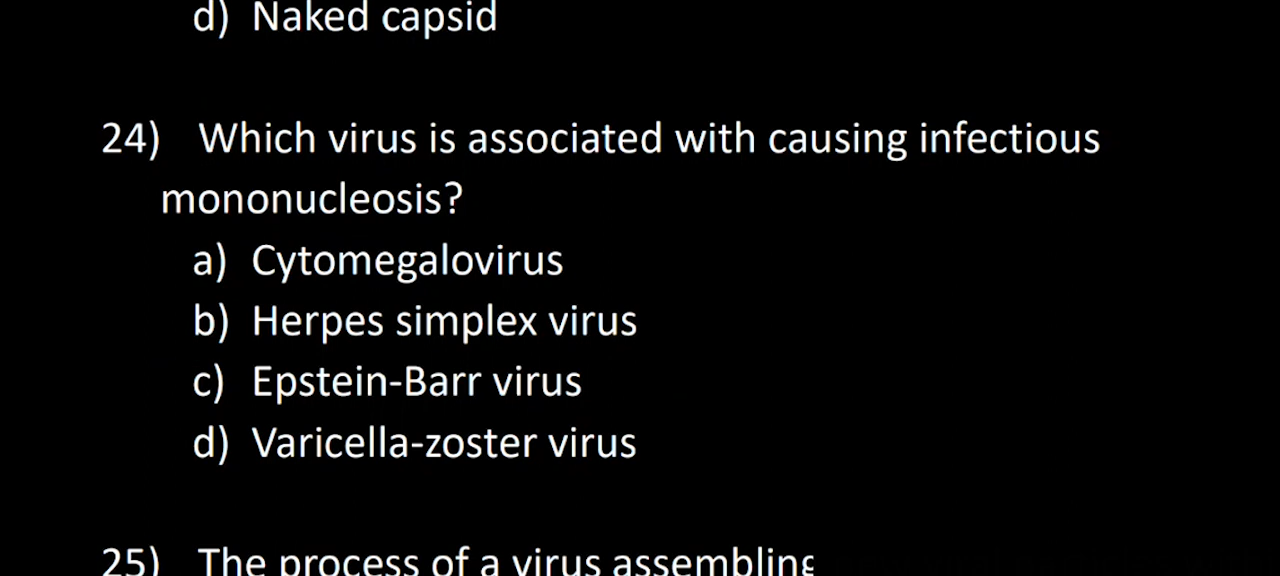 d) Naked capsid
24) Which virus is associated with causing infectious
mononucleosis?
a) Cytomegalovirus
b) Herpes simplex virus
c) Epstein-Barr virus
d) Varicella-zoster virus
25) The process of a virus assembling